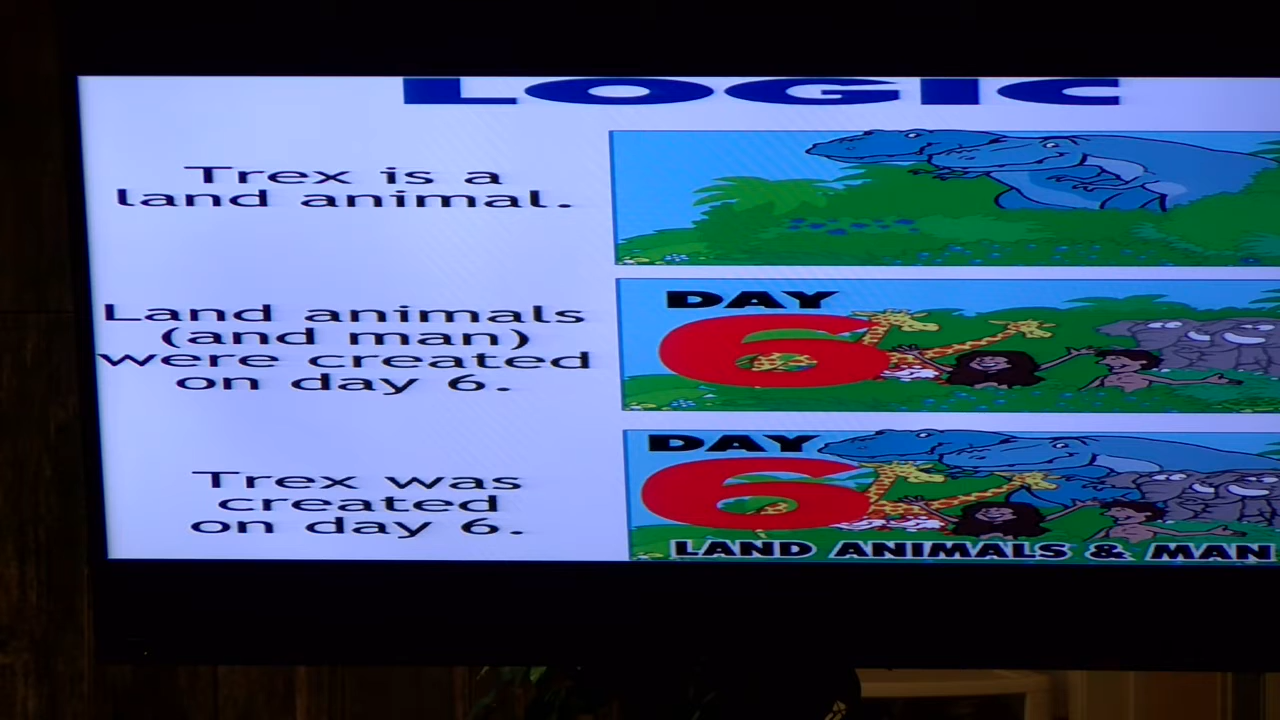 LOGIC
Trex is a
land animal.
DAY
6
Land animals
(and man)
were created
on day 6.
DAY
6
LAND ANIMALS & MAN
Trex was
created
on day 6.